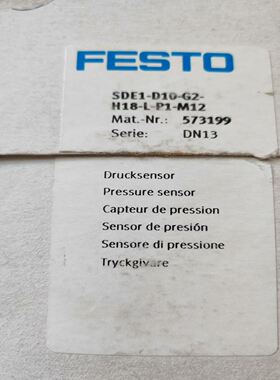 FESTO
SDE1-D10-G2-
H18-L-P1-M12
Mat.-Nr.: 573199
Serie: DN13
Drucksensor
Pressure sensor
Capteur de pression
Sensor de presión
Sensore di pressione
Tryckgivare